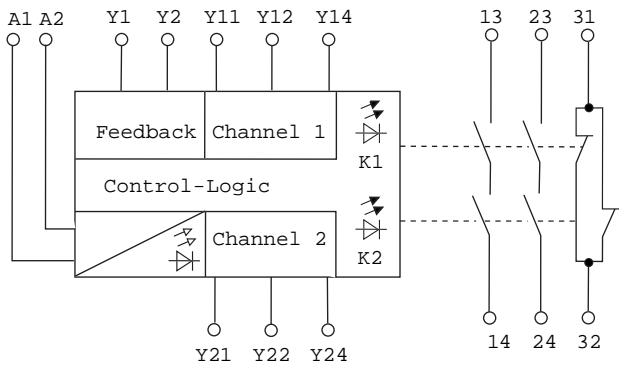 A1 A2 Y1 Y2 Y11 Y12 Y14 13 23 31
Feedback Channel 1
K1
Control-Logic
Channel 2
K2
14 24 32
Y21 Y22 Y24